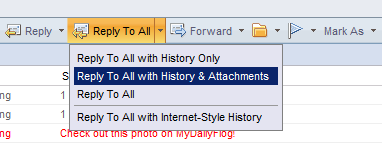 Reply Reply To All Forward Mark As
Reply To All with History Only
Reply To All with History & Attachments
Reply To All
Reply To All with Internet-Style History
S
ng 1
ng 1
ng Check out this photo on MyDailyFlog!